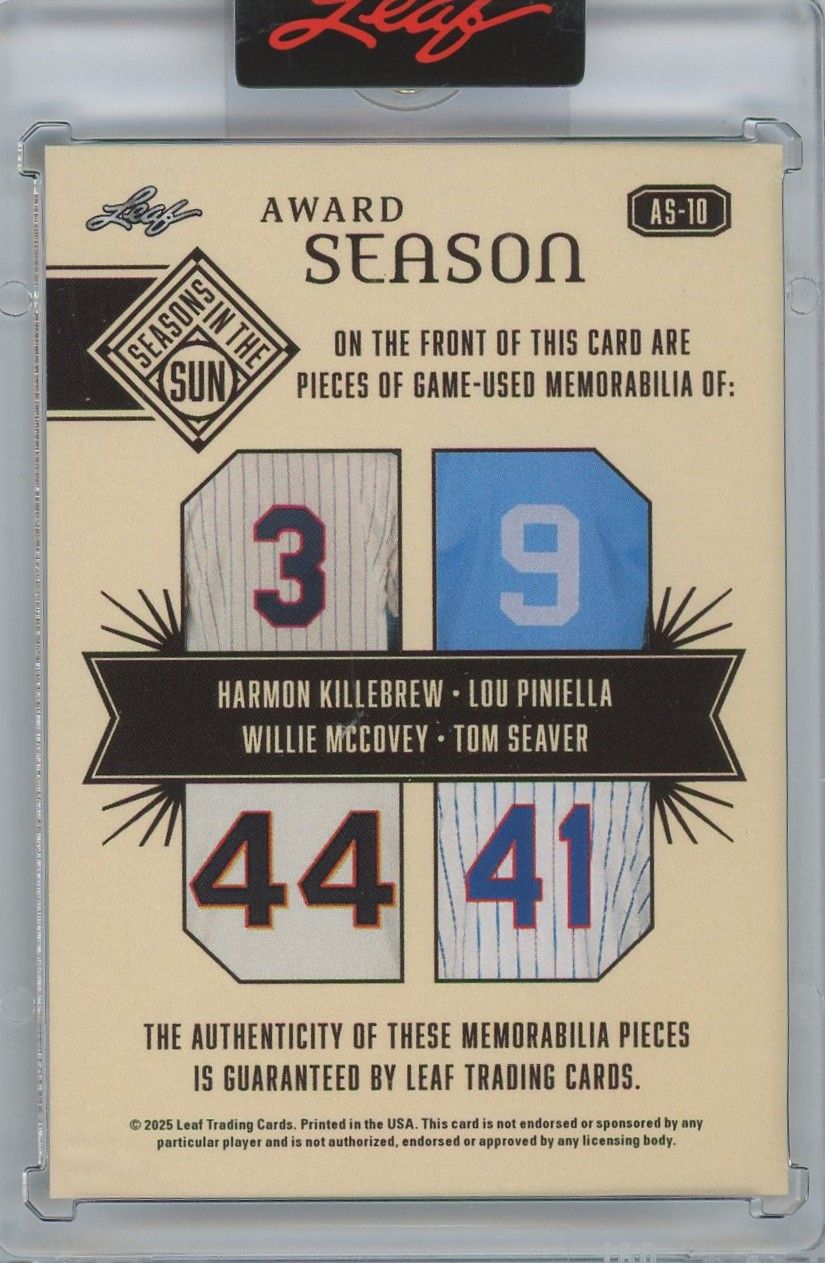 Leaf
Leaf
AWARD
SEASON
AS-10
SEASONS IN THE
SUN
ON THE FRONT OF THIS CARD ARE
PIECES OF GAME-USED MEMORABILIA OF:
3
9
HARMON KILLEBREW • LOU PINIELLA
WILLIE MCCOVEY • TOM SEAVER
44
41
THE AUTHENTICITY OF THESE MEMORABILIA PIECES
IS GUARANTEED BY LEAF TRADING CARDS.
© 2025 Leaf Trading Cards. Printed in the USA. This card is not endorsed or sponsored by any
particular player and is not authorized, endorsed or approved by any licensing body.